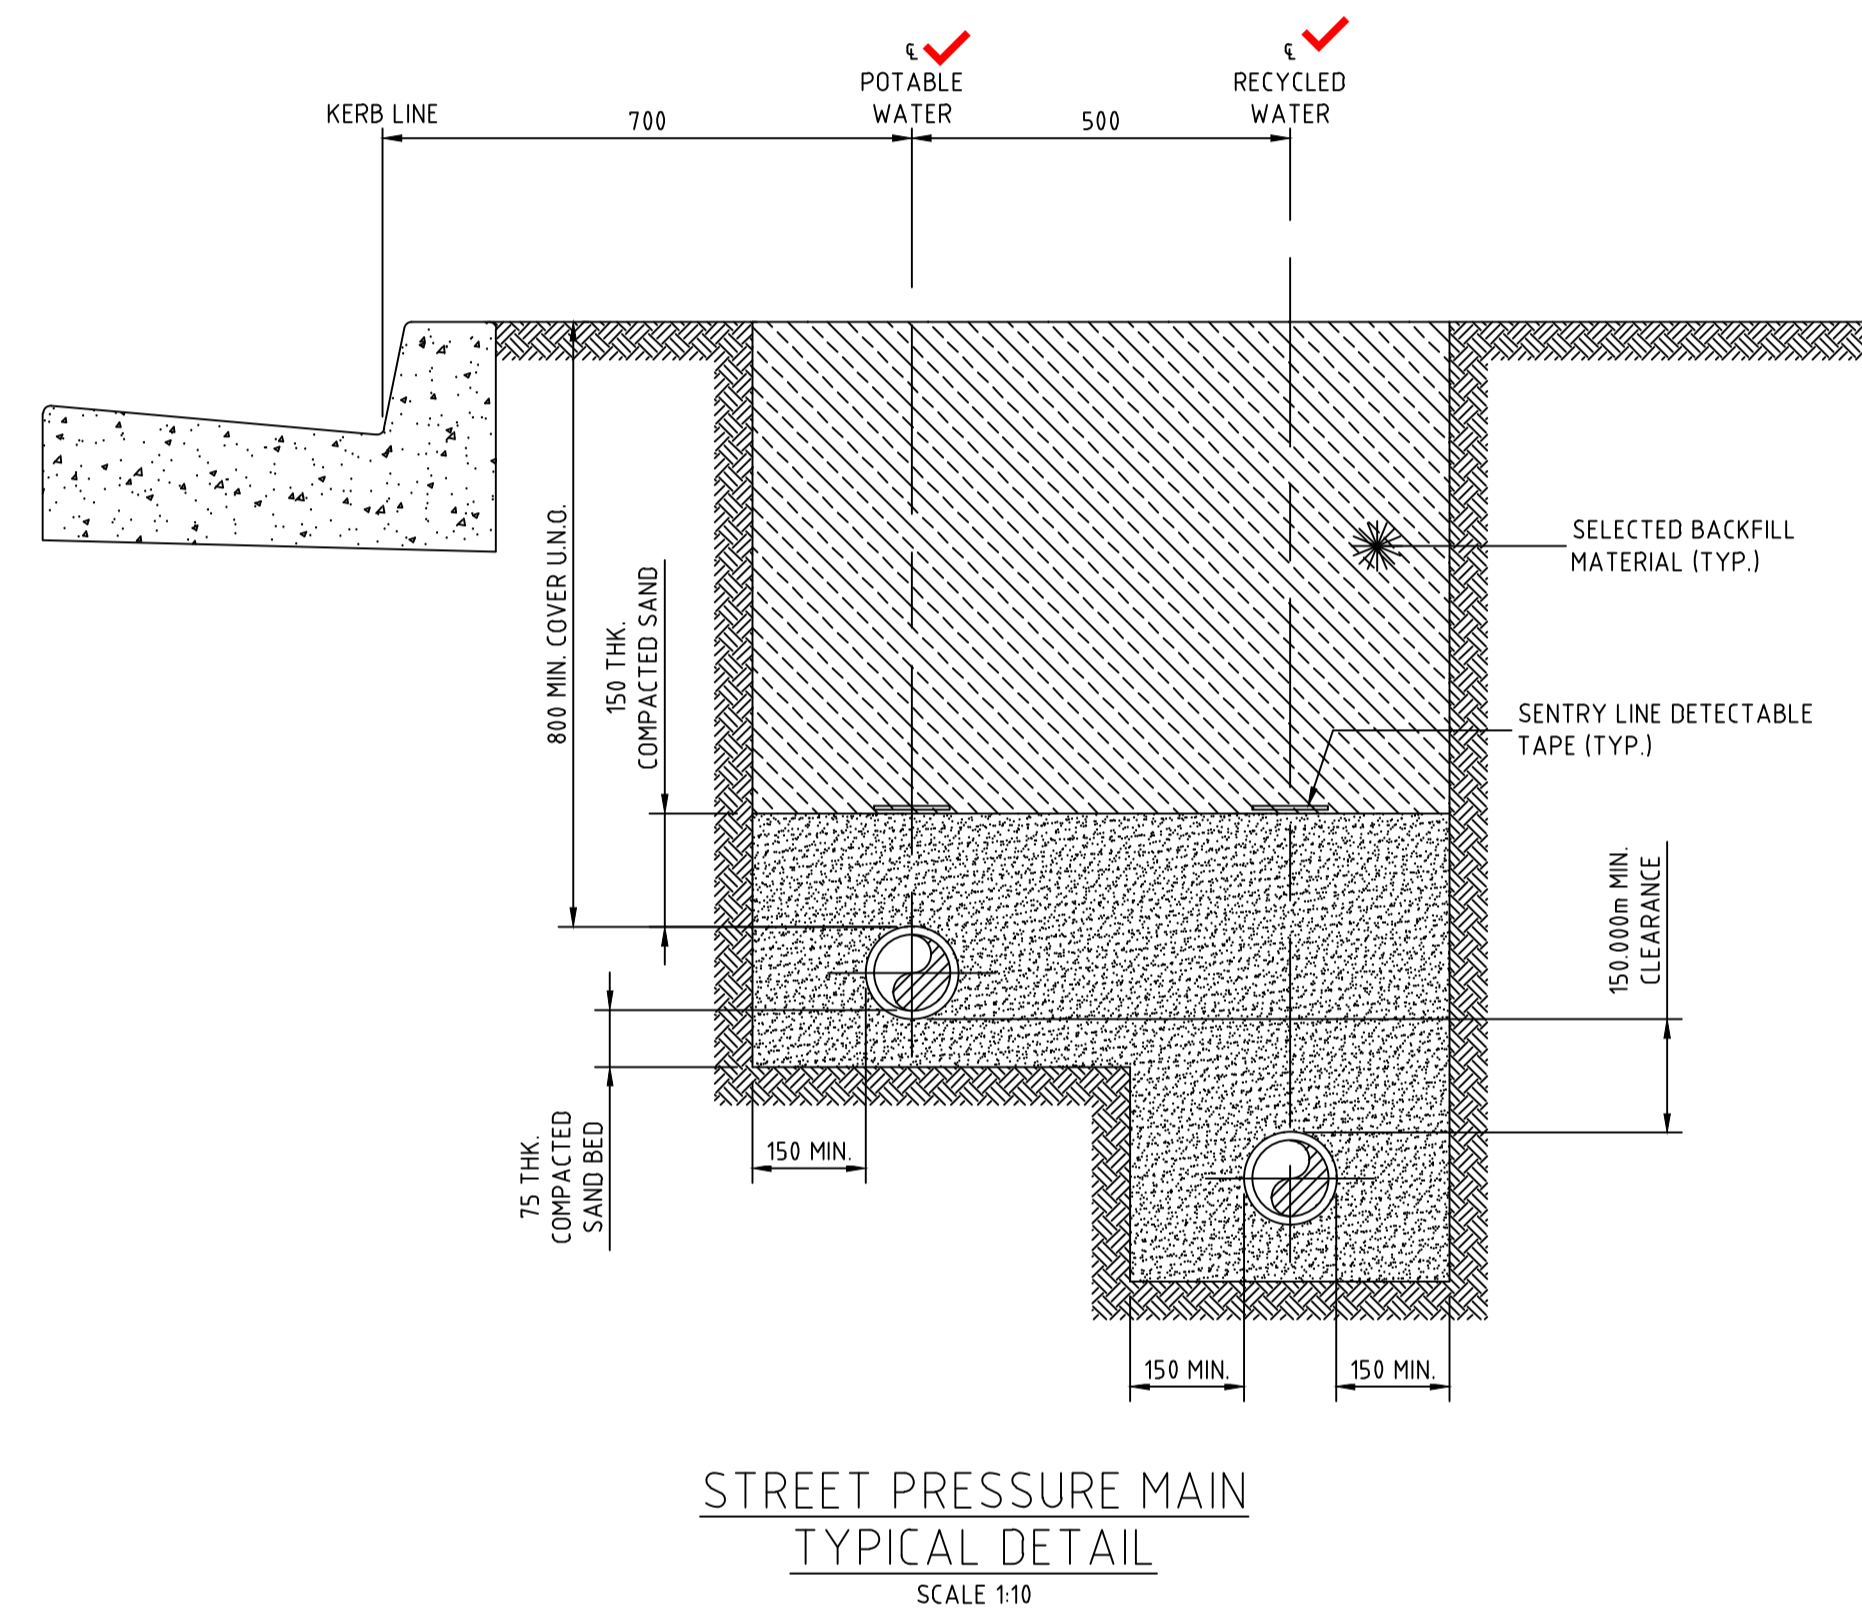 ℄
POTABLE
WATER
℄
RECYCLED
WATER
KERB LINE
700
500
800 MIN. COVER U.N.O.
150 THK.
COMPACTED SAND
SELECTED BACKFILL
MATERIAL (TYP.)
SENTRY LINE DETECTABLE
TAPE (TYP.)
150.000m MIN.
CLEARANCE
75 THK.
COMPACTED
SAND BED
150 MIN.
150 MIN.
150 MIN.
STREET PRESSURE MAIN
TYPICAL DETAIL
SCALE 1:10